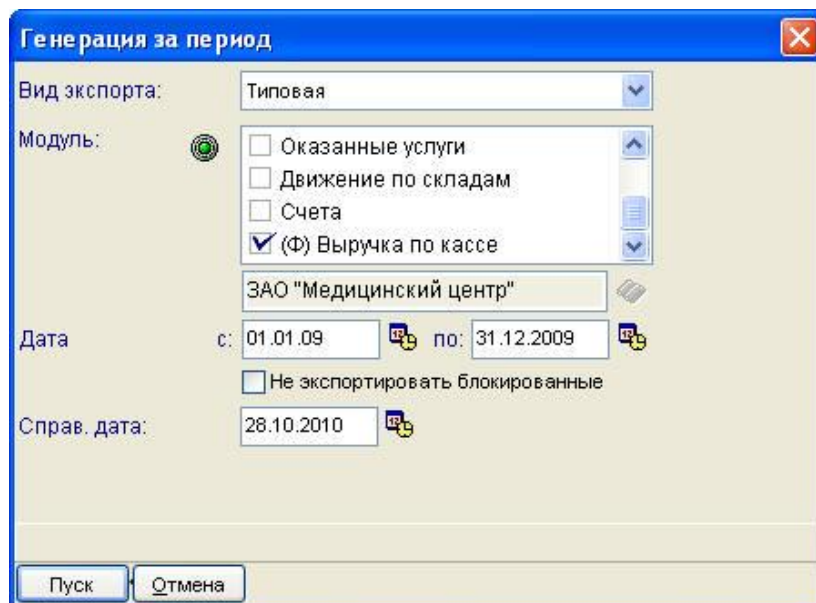 Генерация за период
Вид экспорта: Типовая
Модуль: Оказанные услуги
Движение по складам
Счета
(Ф) Выручка по кассе
ЗАО "Медицинский центр"
Дата с: 01.01.09 по: 31.12.2009
Не экспортировать блокированные
Справ. дата: 28.10.2010
Пуск Отмена